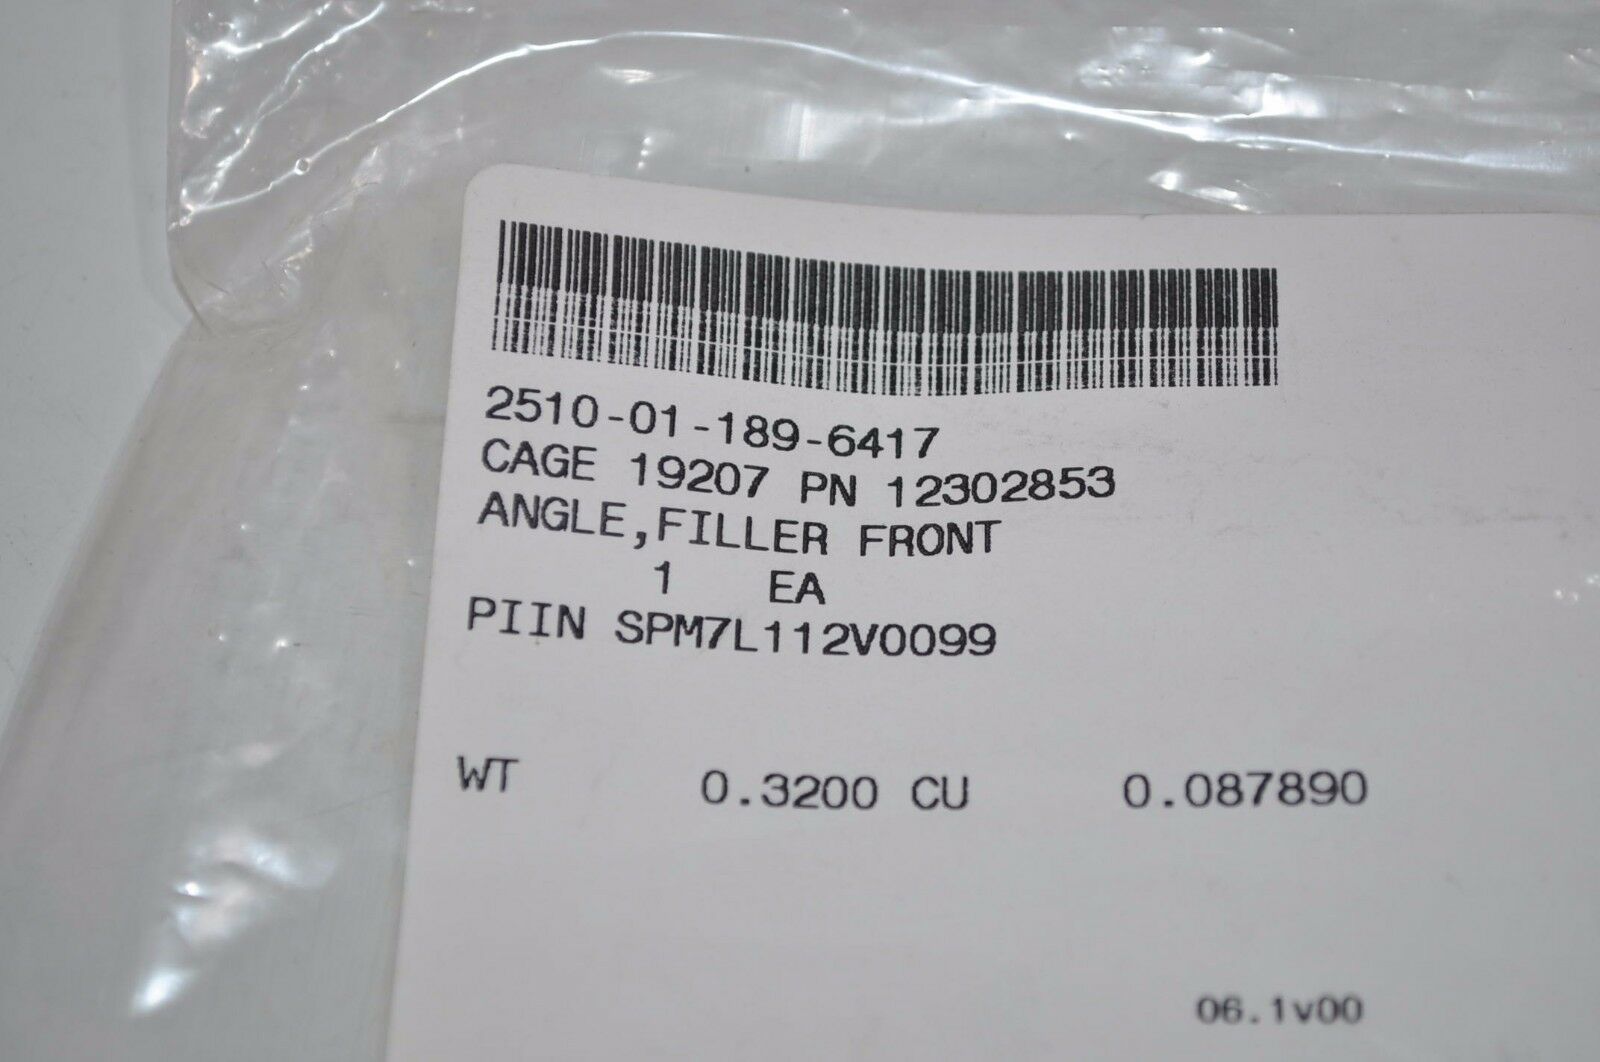 2510-01-189-6417
CAGE 19207 PN 12302853
ANGLE,FILLER FRONT
1 EA
PIIN SPM7L112V0099
WT 0.3200 CU 0.087890
06.1v00